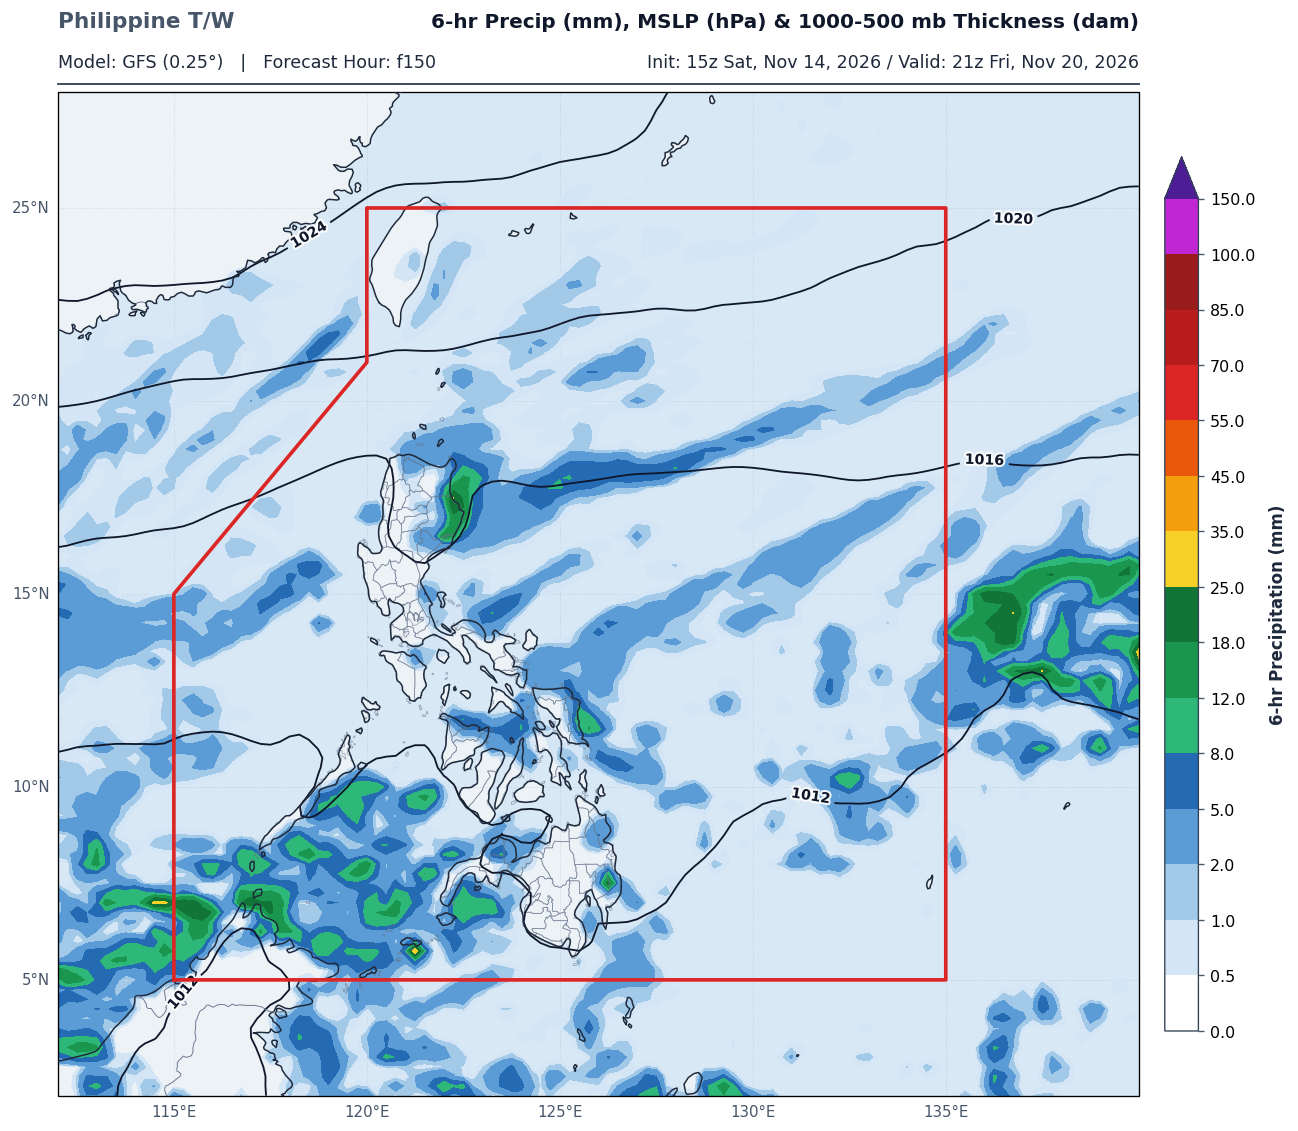 Philippine T/W
6-hr Precip (mm), MSLP (hPa) & 1000-500 mb Thickness (dam)
Model: GFS (0.25°) | Forecast Hour: f150
Init: 15z Sat, Nov 14, 2026 / Valid: 21z Fri, Nov 20, 2026
25°N
20°N
15°N
10°N
5°N
115°E
120°E
125°E
130°E
135°E
1024
1020
1016
1012
1012
150.0
100.0
85.0
70.0
55.0
45.0
35.0
25.0
18.0
12.0
8.0
5.0
2.0
1.0
0.5
0.0
6-hr Precipitation (mm)